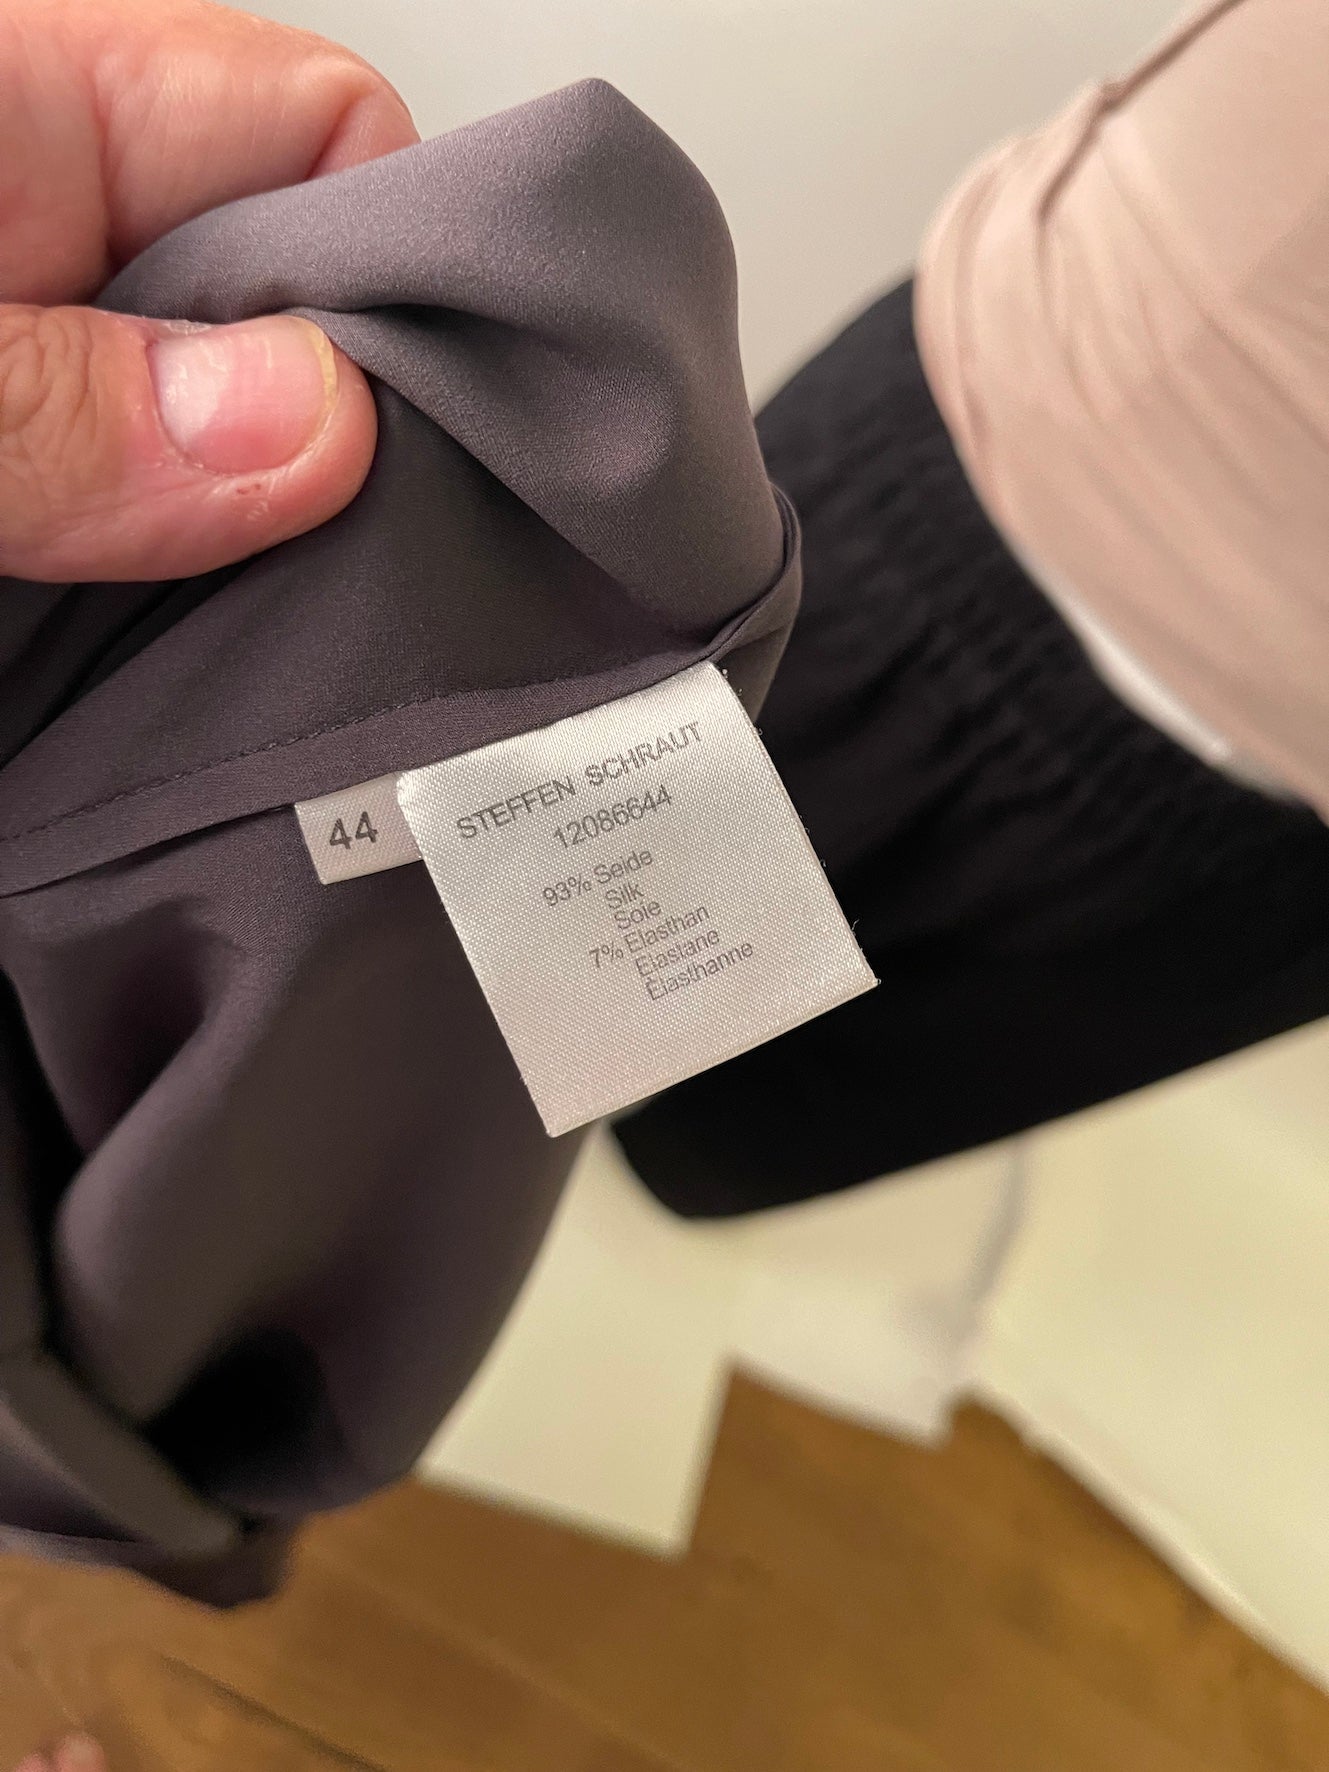 44
STEFFEN SCHRAUT
12086644
93% Seide
Silk
Soie
7% Elasthan
Elastane
Elasthanne